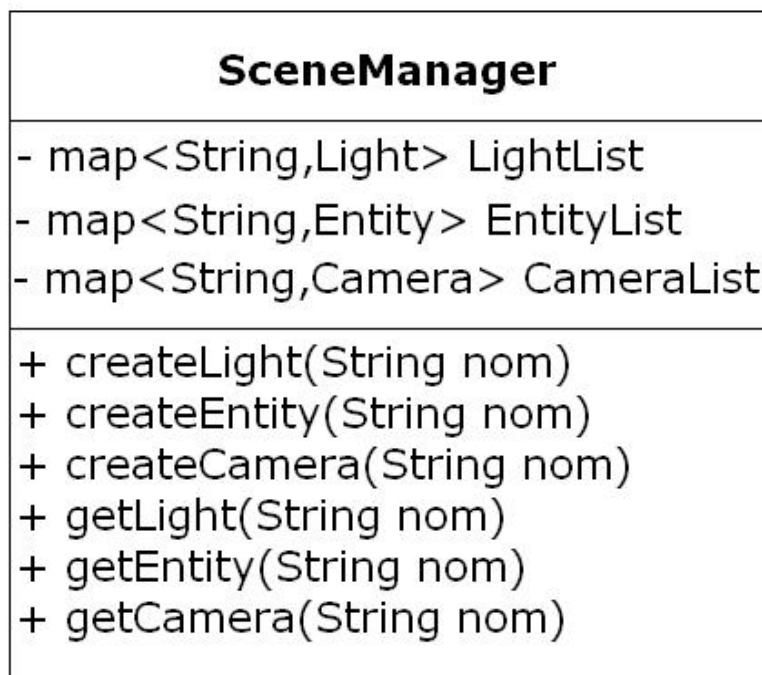 SceneManager
- map<String,Light> LightList
- map<String,Entity> EntityList
- map<String,Camera> CameraList
+ createLight(String nom)
+ createEntity(String nom)
+ createCamera(String nom)
+ getLight(String nom)
+ getEntity(String nom)
+ getCamera(String nom)